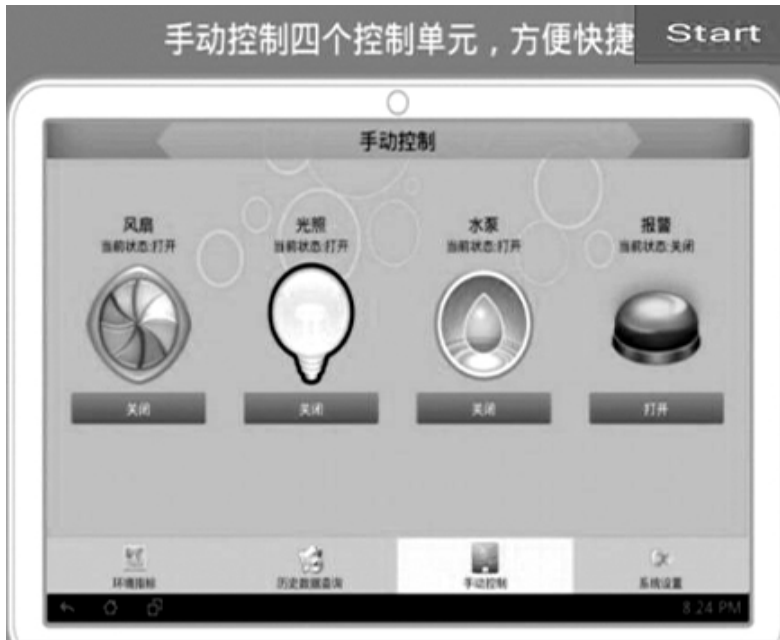 手动控制四个控制单元，方便快捷
Start
手动控制
风扇
当前状态:打开
光照
当前状态:打开
水泵
当前状态:打开
报警
当前状态:关闭
关闭
关闭
关闭
打开
环境指标
历史数据查询
手动控制
系统设置
8:24 PM